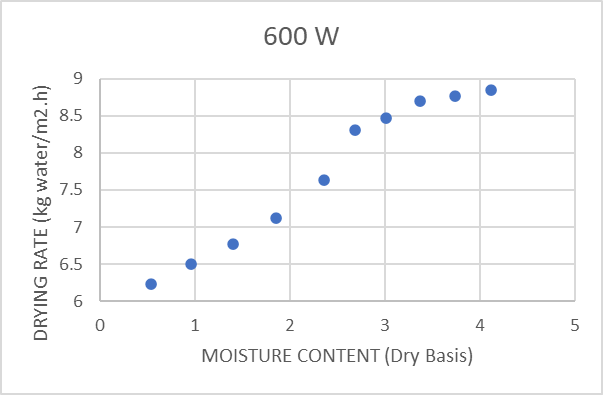 600 W
DRYING RATE (kg water/m2.h)
9
8.5
8
7.5
7
6.5
6
0 1 2 3 4 5
MOISTURE CONTENT (Dry Basis)